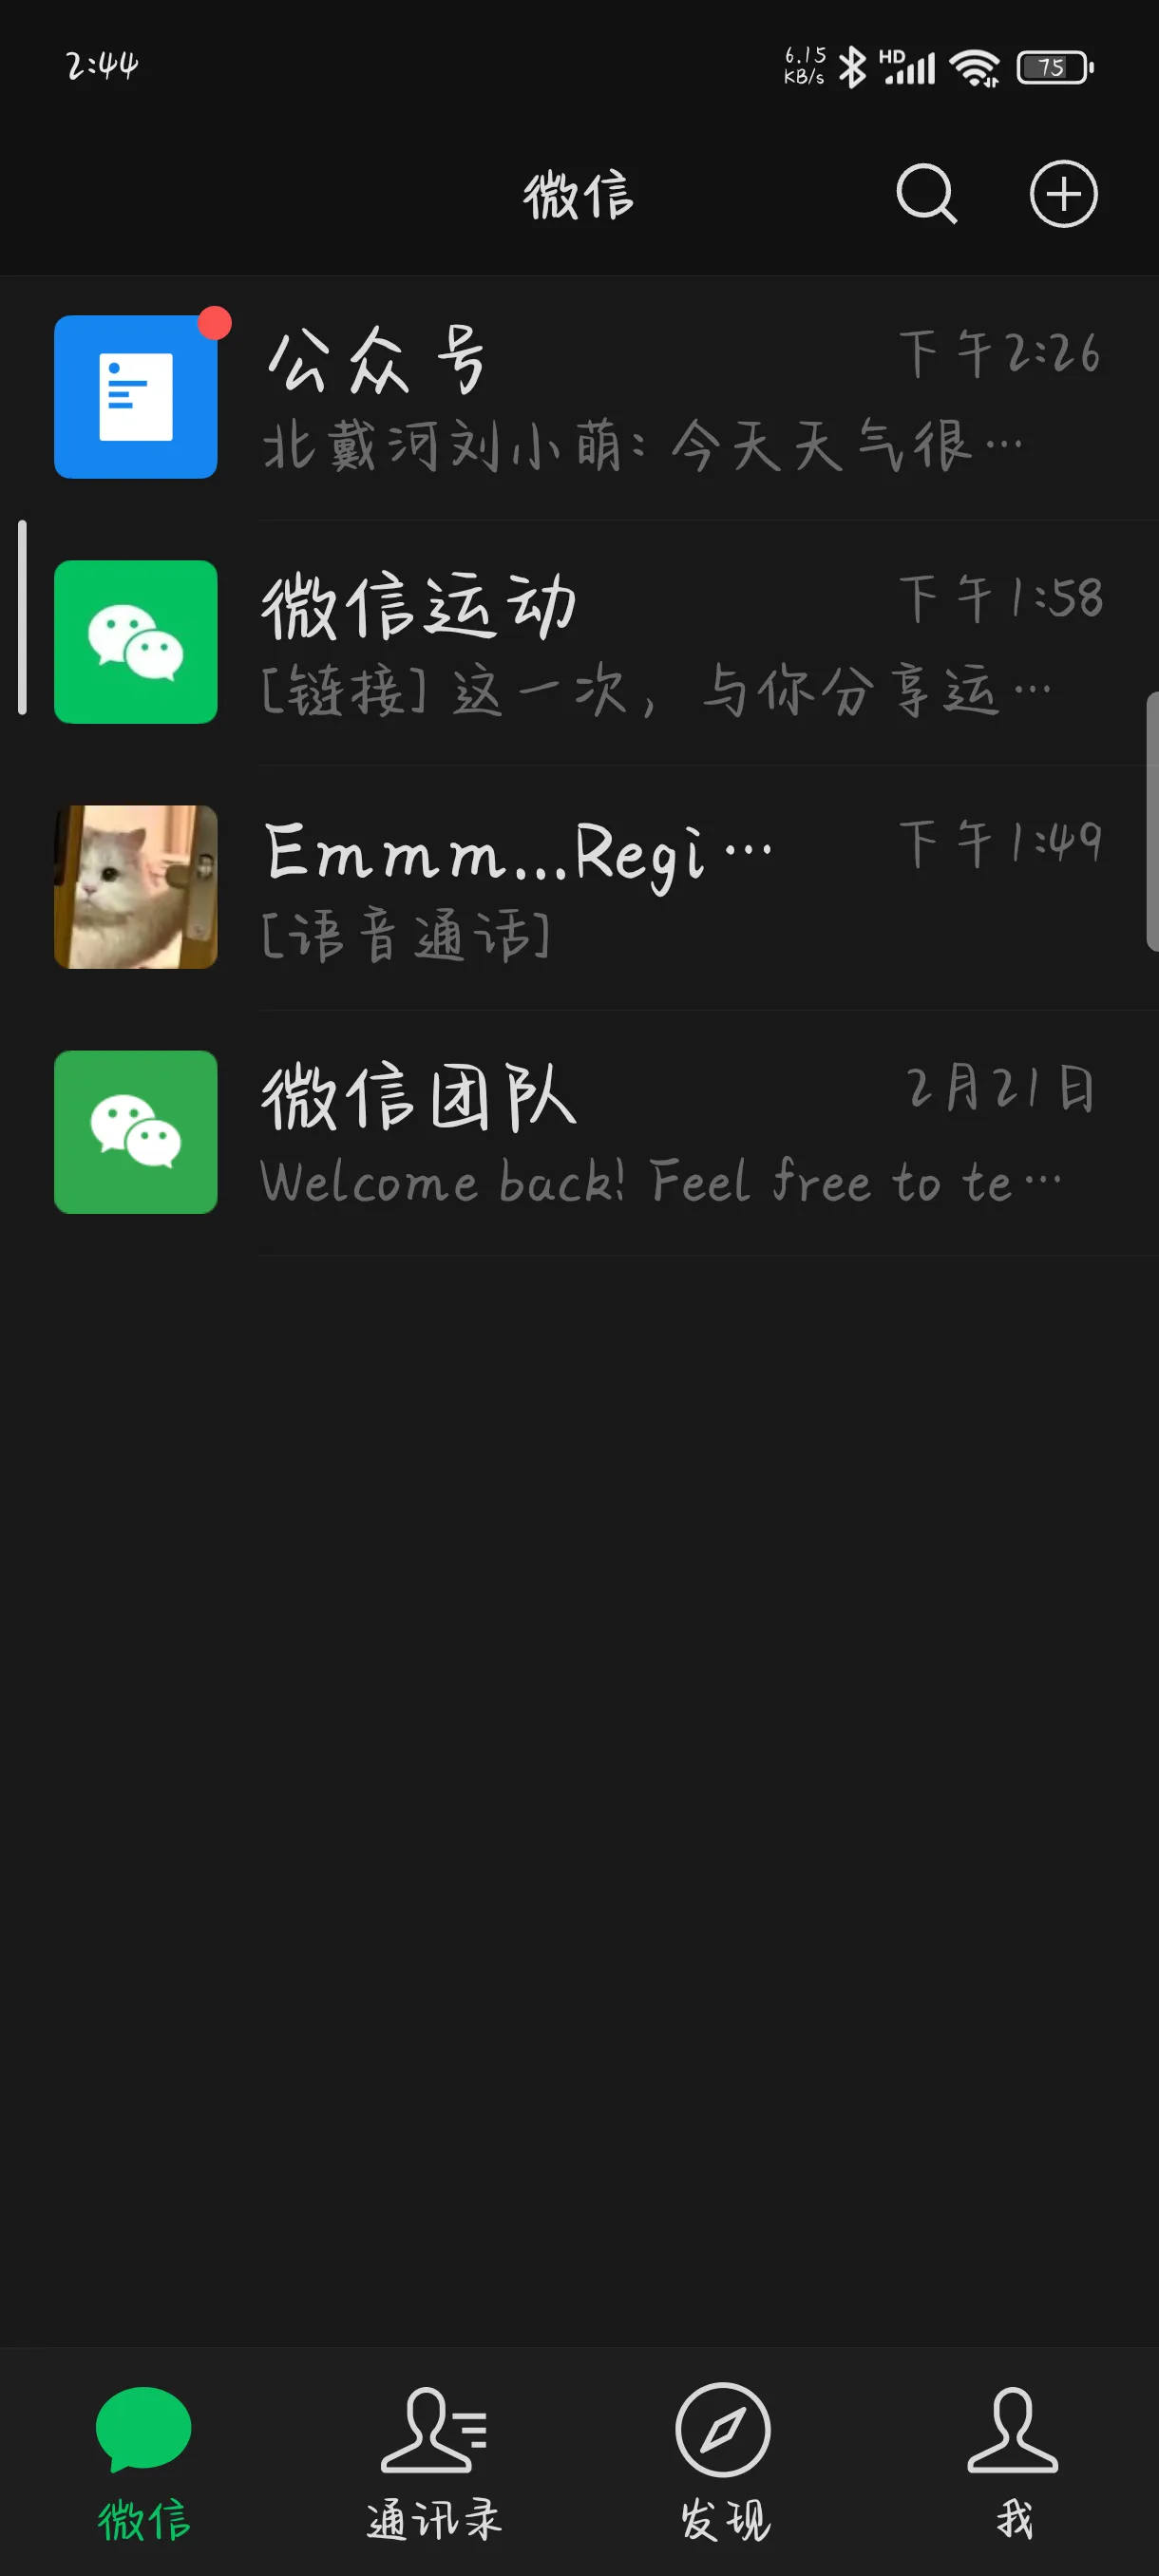 2:44
6.15 KB/s HD 75
微信
公众号 下午2:26
北戴河刘小萌: 今天天气很…
微信运动 下午1:58
[链接] 这一次，与你分享运…
Emmm...Regi… 下午1:49
[语音通话]
微信团队 2月21日
Welcome back! Feel free to te…
微信 通讯录 发现 我